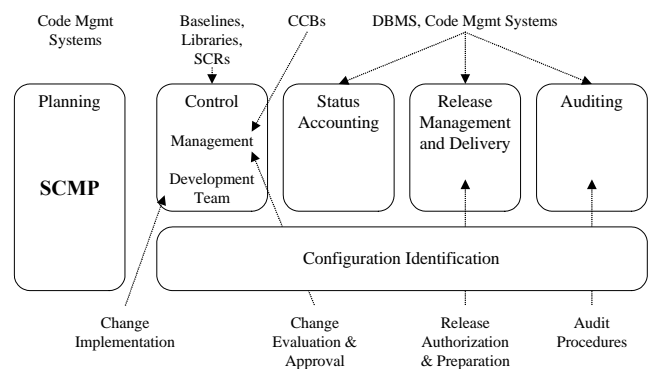 Code Mgmt
Systems
Baselines,
Libraries,
SCRs
CCBs
DBMS, Code Mgmt Systems
Planning
SCMP
Control
Management
Development
Team
Status
Accounting
Release
Management
and Delivery
Auditing
Configuration Identification
Change
Implementation
Change
Evaluation &
Approval
Release
Authorization
& Preparation
Audit
Procedures